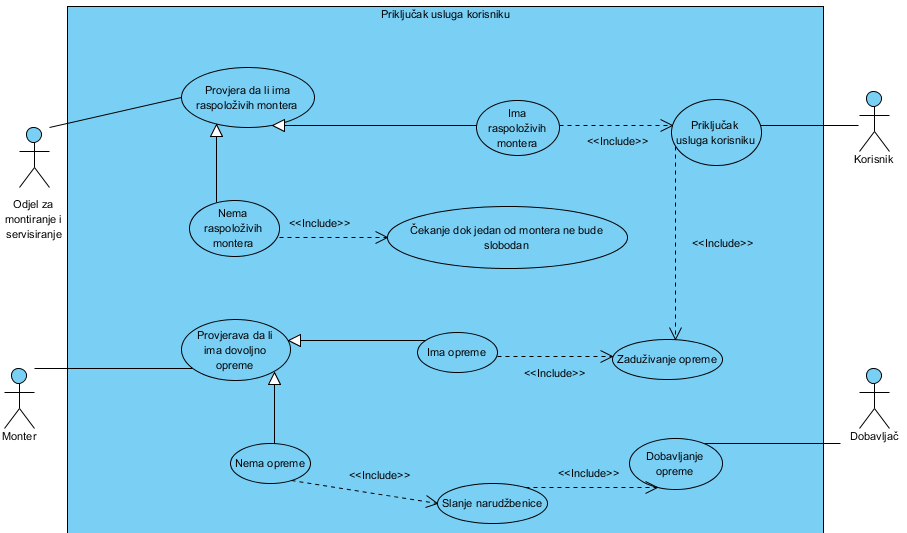 Priključak usluga korisniku
Provjera da li ima
raspoloživih montera
Ima
raspoloživih
montera
<<Include>>
Priključak
usluga korisniku
Korisnik
Odjel za
montiranje i
servisiranje
Nema
raspoloživih
montera
<<Include>>
Čekanje dok jedan od montera ne bude
slobodan
<<Include>>
Provjerava da li
ima dovoljno
opreme
Ima opreme
<<Include>>
Zaduživanje opreme
Monter
Dobavljač
Nema opreme
<<Include>>
Slanje narudžbenice
<<Include>>
Dobavljanje
opreme